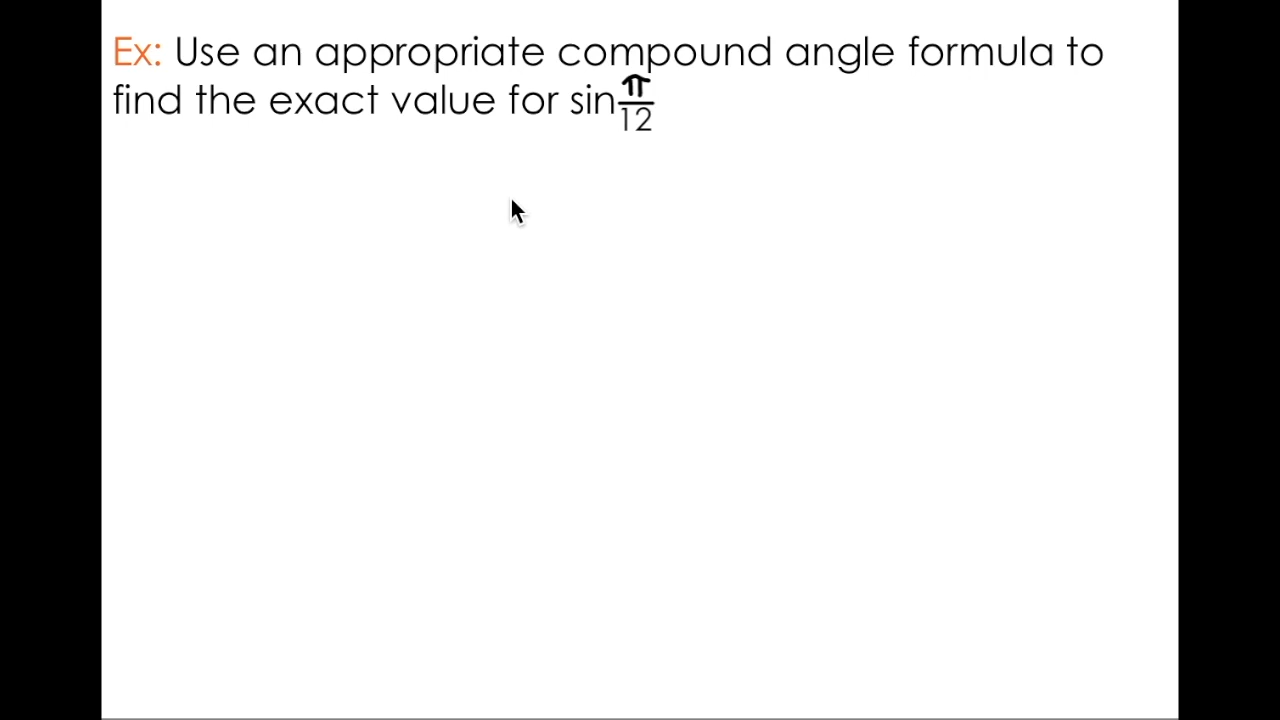 Ex: Use an appropriate compound angle formula to
find the exact value for sin π/12